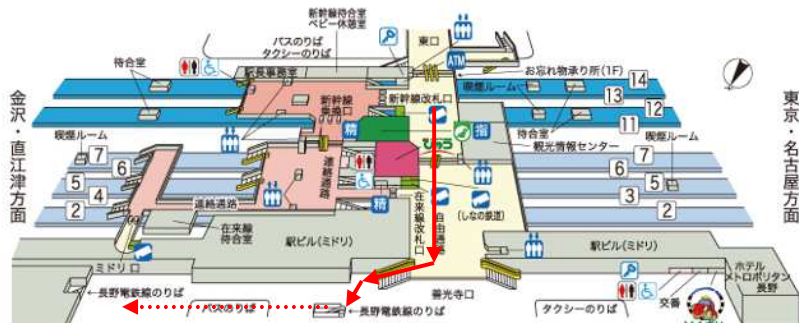 新幹線待合室
ベビー休憩室
バスのりば
タクシーのりば
東口
ATM
待合室
駅長事務室
お忘れ物承り所(1F)
喫煙ルーム
14
13
12
11
新幹線改札口
新幹線
乗換口
精
びゅう
指
待合室
喫煙ルーム
観光情報センター
金沢・直江津方面
東京・名古屋方面
喫煙ルーム
7
6
5
4
2
7
6
5
3
2
連絡通路
連絡通路
精
在来線改札口
自由通路
(しなの鉄道)
在来線
待合室
駅ビル(ミドリ)
駅ビル(ミドリ)
ミドリ口
←長野電鉄線のりば
バスのりば
←長野電鉄線のりば
善光寺口
タクシーのりば
交番
ホテル
メトロポリタン
長野